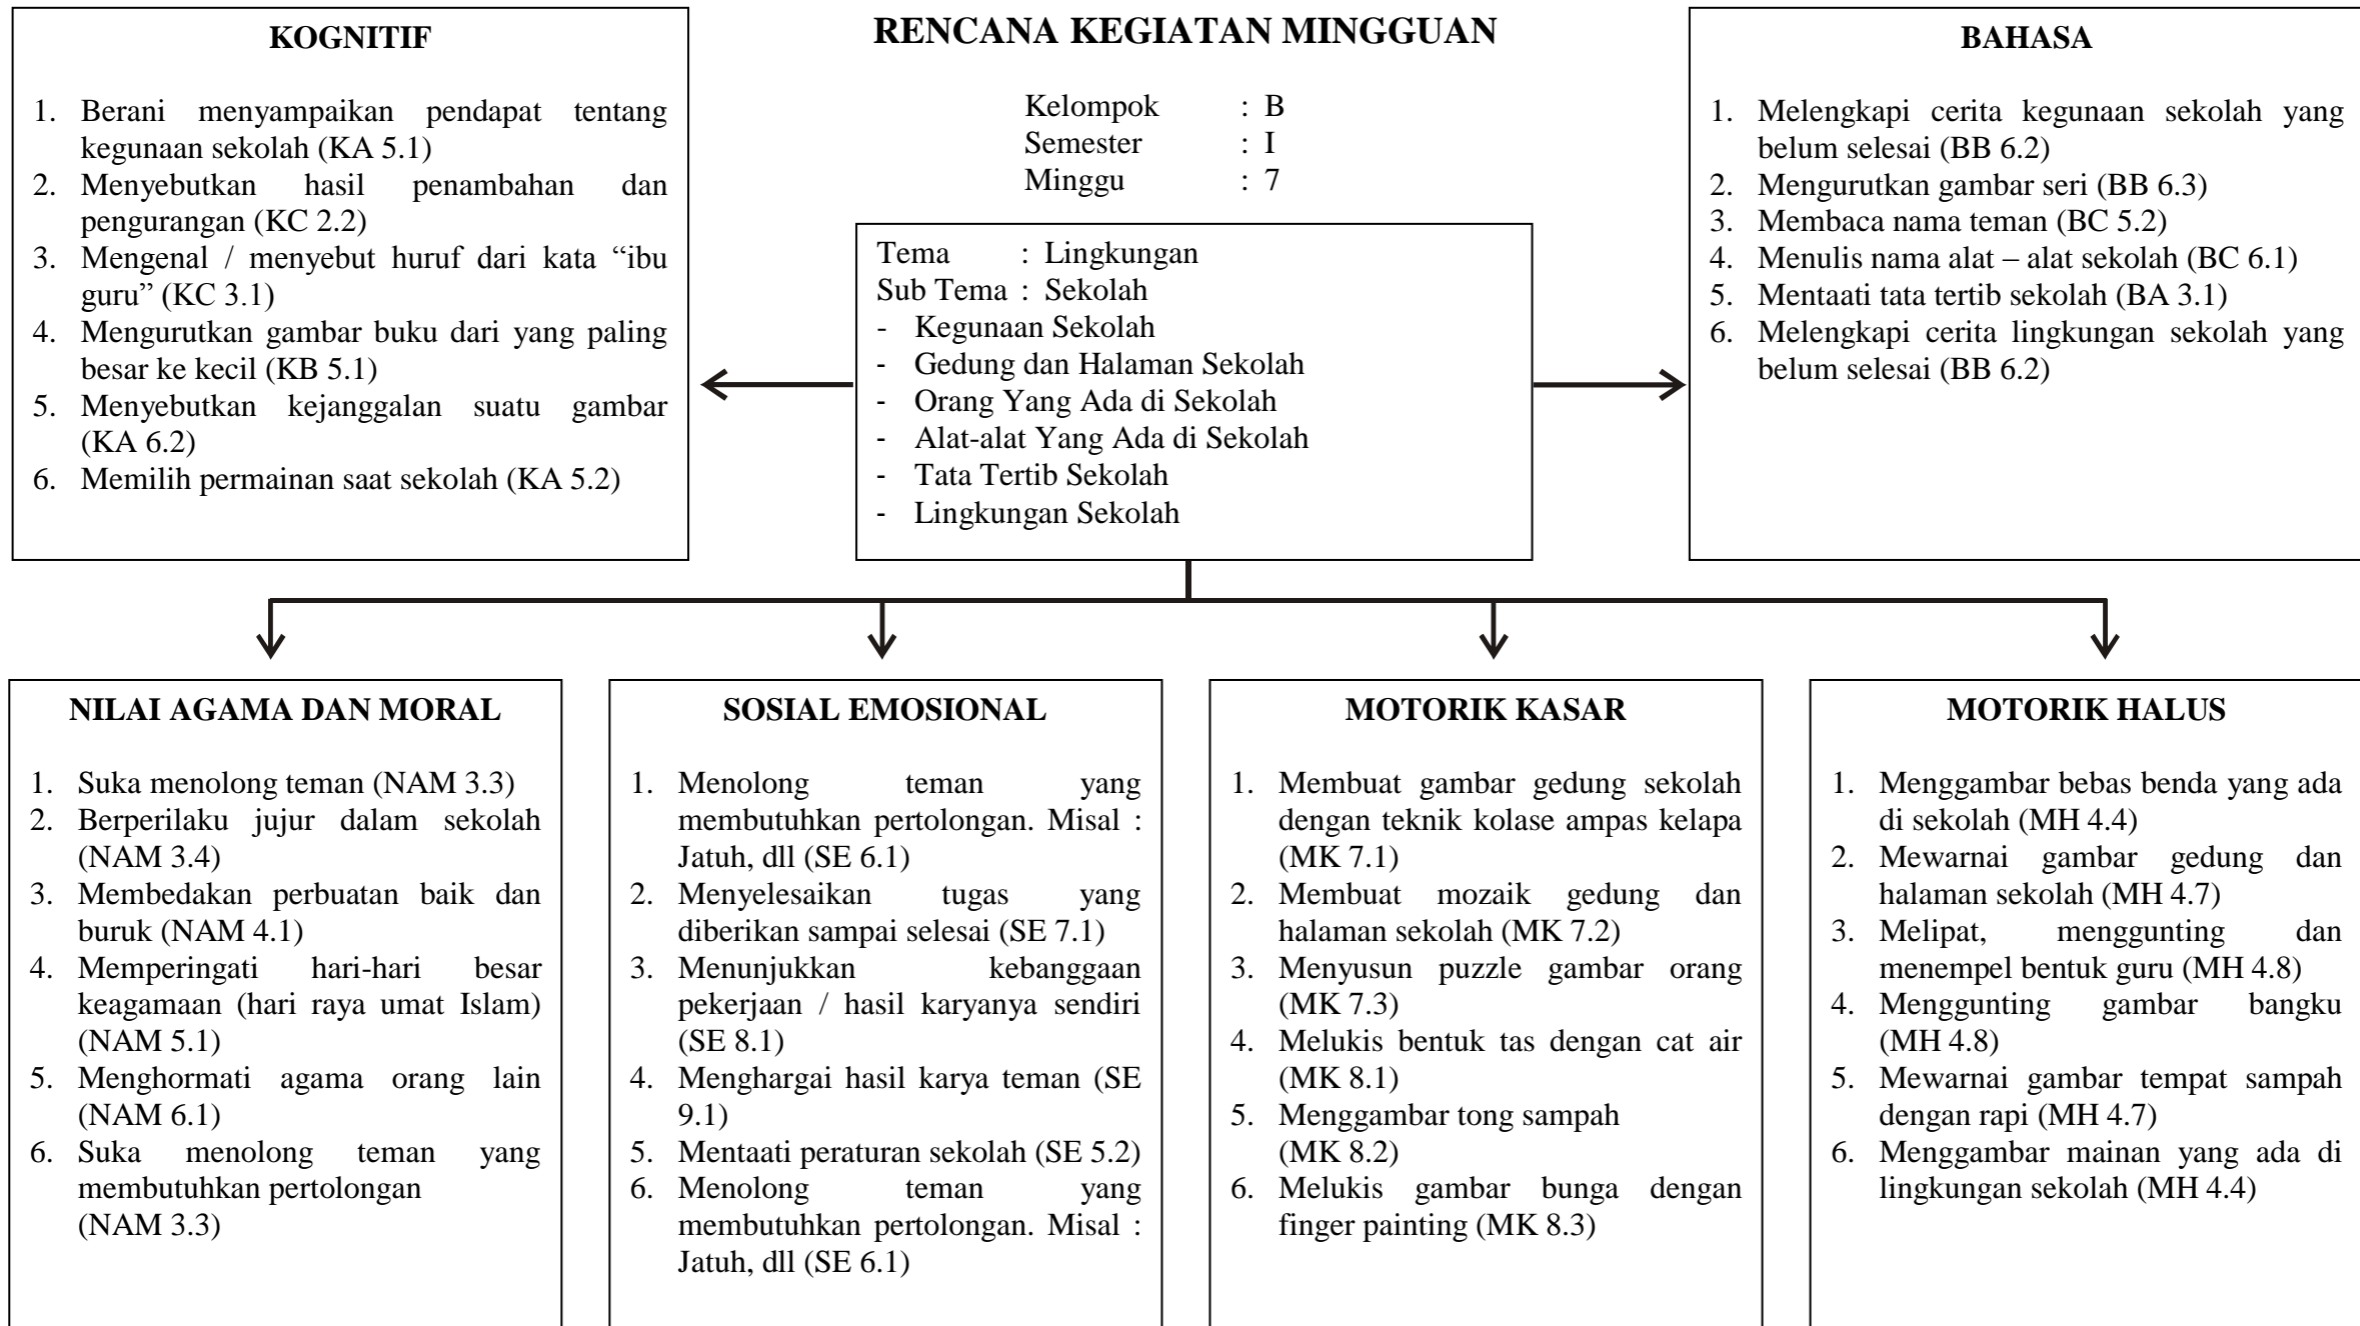 KOGNITIF
1. Berani menyampaikan pendapat tentang
kegunaan sekolah (KA 5.1)
2. Menyebutkan hasil penambahan dan
pengurangan (KC 2.2)
3. Mengenal / menyebut huruf dari kata “ibu
guru” (KC 3.1)
4. Mengurutkan gambar buku dari yang paling
besar ke kecil (KB 5.1)
5. Menyebutkan kejanggalan suatu gambar
(KA 6.2)
6. Memilih permainan saat sekolah (KA 5.2)
RENCANA KEGIATAN MINGGUAN
Kelompok : B
Semester : I
Minggu : 7
Tema : Lingkungan
Sub Tema : Sekolah
- Kegunaan Sekolah
- Gedung dan Halaman Sekolah
- Orang Yang Ada di Sekolah
- Alat-alat Yang Ada di Sekolah
- Tata Tertib Sekolah
- Lingkungan Sekolah
BAHASA
1. Melengkapi cerita kegunaan sekolah yang
belum selesai (BB 6.2)
2. Mengurutkan gambar seri (BB 6.3)
3. Membaca nama teman (BC 5.2)
4. Menulis nama alat – alat sekolah (BC 6.1)
5. Mentaati tata tertib sekolah (BA 3.1)
6. Melengkapi cerita lingkungan sekolah yang
belum selesai (BB 6.2)
NILAI AGAMA DAN MORAL
1. Suka menolong teman (NAM 3.3)
2. Berperilaku jujur dalam sekolah
(NAM 3.4)
3. Membedakan perbuatan baik dan
buruk (NAM 4.1)
4. Memperingati hari-hari besar
keagamaan (hari raya umat Islam)
(NAM 5.1)
5. Menghormati agama orang lain
(NAM 6.1)
6. Suka menolong teman yang
membutuhkan pertolongan
(NAM 3.3)
SOSIAL EMOSIONAL
1. Menolong teman yang
membutuhkan pertolongan. Misal :
Jatuh, dll (SE 6.1)
2. Menyelesaikan tugas yang
diberikan sampai selesai (SE 7.1)
3. Menunjukkan kebanggaan
pekerjaan / hasil karyanya sendiri
(SE 8.1)
4. Menghargai hasil karya teman (SE
9.1)
5. Mentaati peraturan sekolah (SE 5.2)
6. Menolong teman yang
membutuhkan pertolongan. Misal :
Jatuh, dll (SE 6.1)
MOTORIK KASAR
1. Membuat gambar gedung sekolah
dengan teknik kolase ampas kelapa
(MK 7.1)
2. Membuat mozaik gedung dan
halaman sekolah (MK 7.2)
3. Menyusun puzzle gambar orang
(MK 7.3)
4. Melukis bentuk tas dengan cat air
(MK 8.1)
5. Menggambar tong sampah
(MK 8.2)
6. Melukis gambar bunga dengan
finger painting (MK 8.3)
MOTORIK HALUS
1. Menggambar bebas benda yang ada
di sekolah (MH 4.4)
2. Mewarnai gambar gedung dan
halaman sekolah (MH 4.7)
3. Melipat, menggunting dan
menempel bentuk guru (MH 4.8)
4. Menggunting gambar bangku
(MH 4.8)
5. Mewarnai gambar tempat sampah
dengan rapi (MH 4.7)
6. Menggambar mainan yang ada di
lingkungan sekolah (MH 4.4)